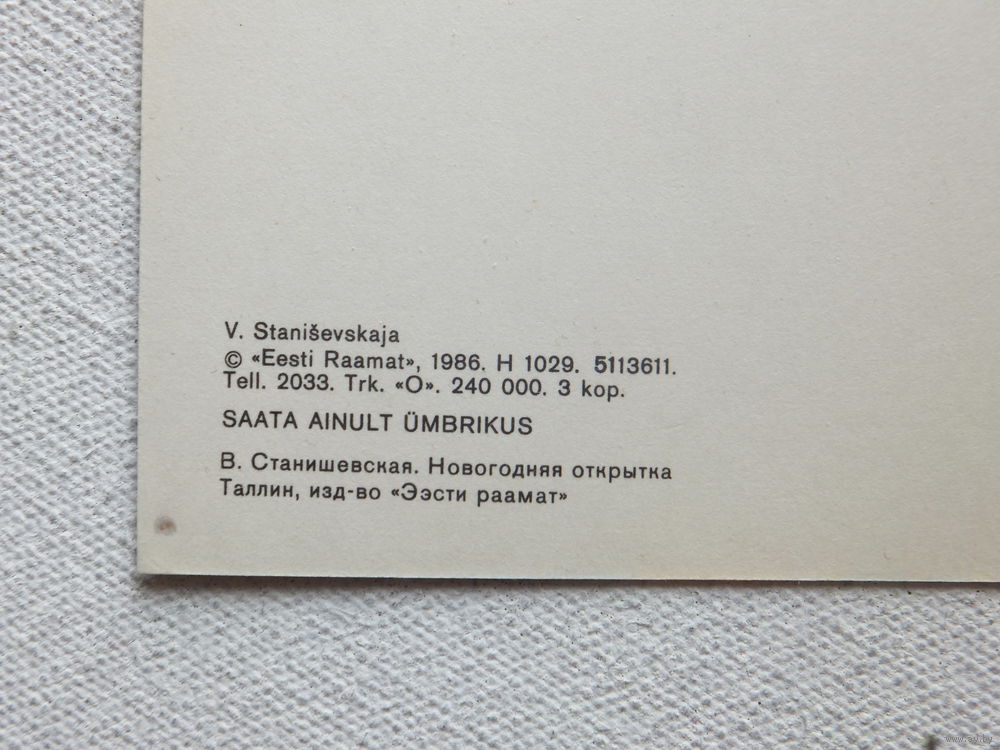 V. Staniševskaja
© «Eesti Raamat», 1986. H 1029. 5113611.
Tell. 2033. Trk. «O». 240 000. 3 kop.
SAATA AINULT ÜMBRIKUS
В. Станишевская. Новогодняя открытка
Таллин, изд-во «Ээсти раамат»